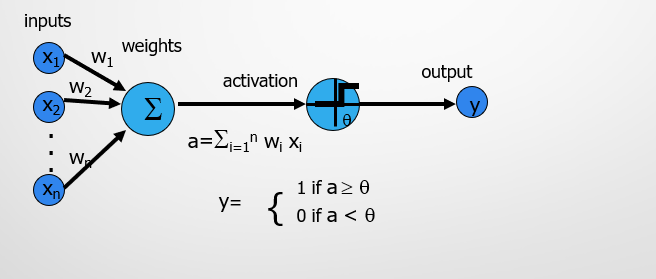 inputs
x₁ w₁ weights
x₂ w₂ Σ activation θ output y
.
.
.
xₙ wₙ a=Σᵢ₌₁ⁿ wᵢ xᵢ
y= { 1 if a ≥ θ
0 if a < θ